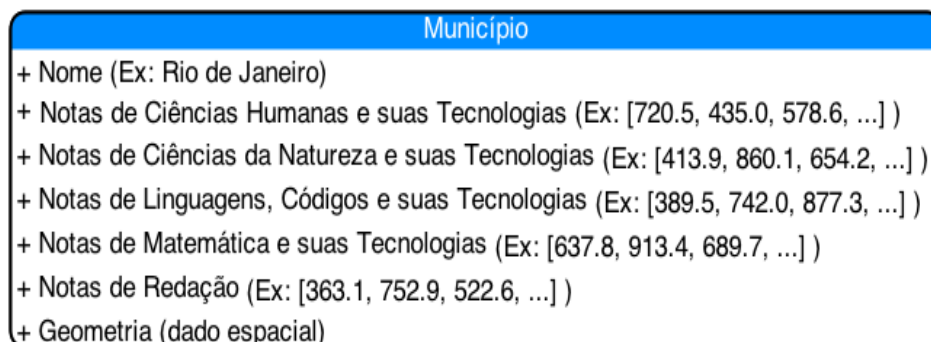 Município
+ Nome (Ex: Rio de Janeiro)
+ Notas de Ciências Humanas e suas Tecnologias (Ex: [720.5, 435.0, 578.6, ...] )
+ Notas de Ciências da Natureza e suas Tecnologias (Ex: [413.9, 860.1, 654.2, ...] )
+ Notas de Linguagens, Códigos e suas Tecnologias (Ex: [389.5, 742.0, 877.3, ...] )
+ Notas de Matemática e suas Tecnologias (Ex: [637.8, 913.4, 689.7, ...] )
+ Notas de Redação (Ex: [363.1, 752.9, 522.6, ...] )
+ Geometria (dado espacial)